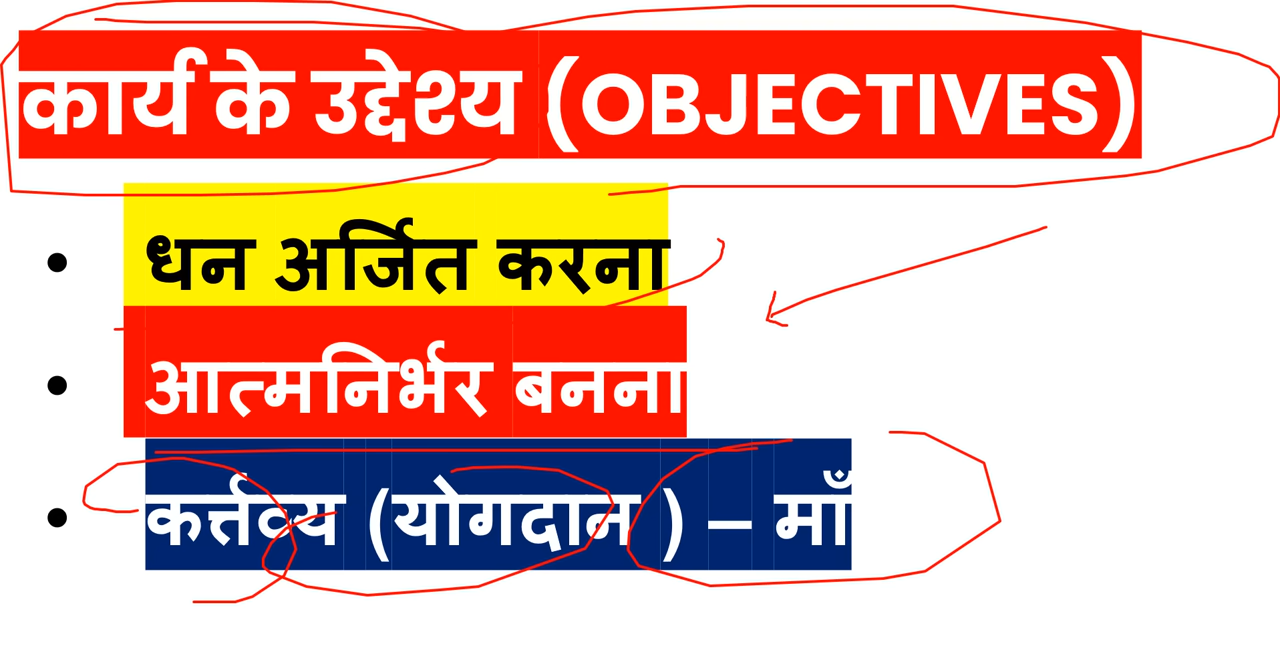 कार्य के उद्देश्य (OBJECTIVES)
• धन अर्जित करना
• आत्मनिर्भर बनना
• कर्त्तव्य (योगदान ) – माँ